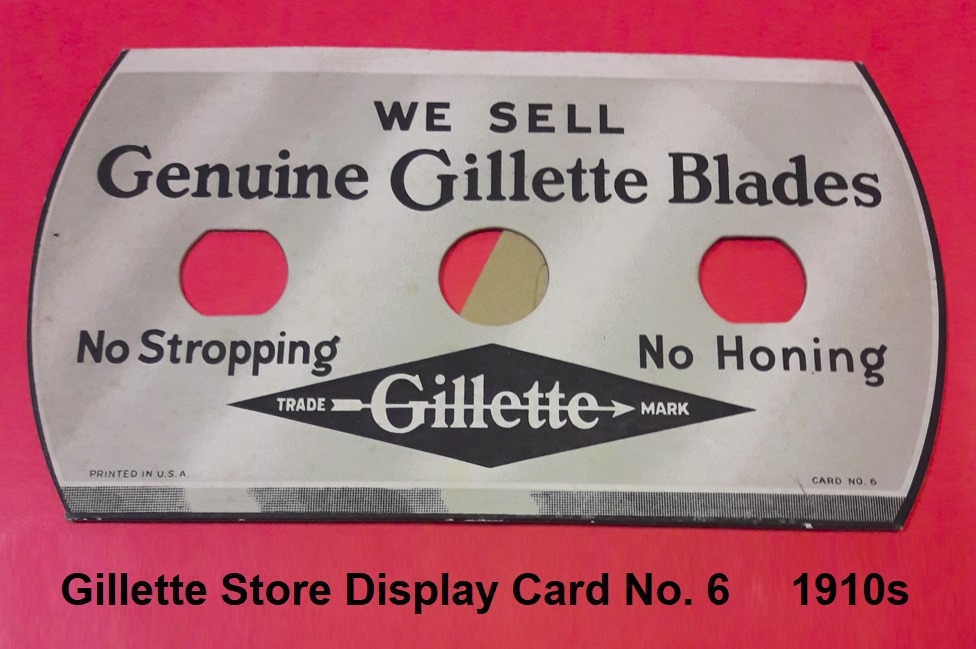 WE SELL
Genuine Gillette Blades
No Stropping
No Honing
TRADE Gillette MARK
PRINTED IN U.S.A.
CARD NO. 6
Gillette Store Display Card No. 6 1910s